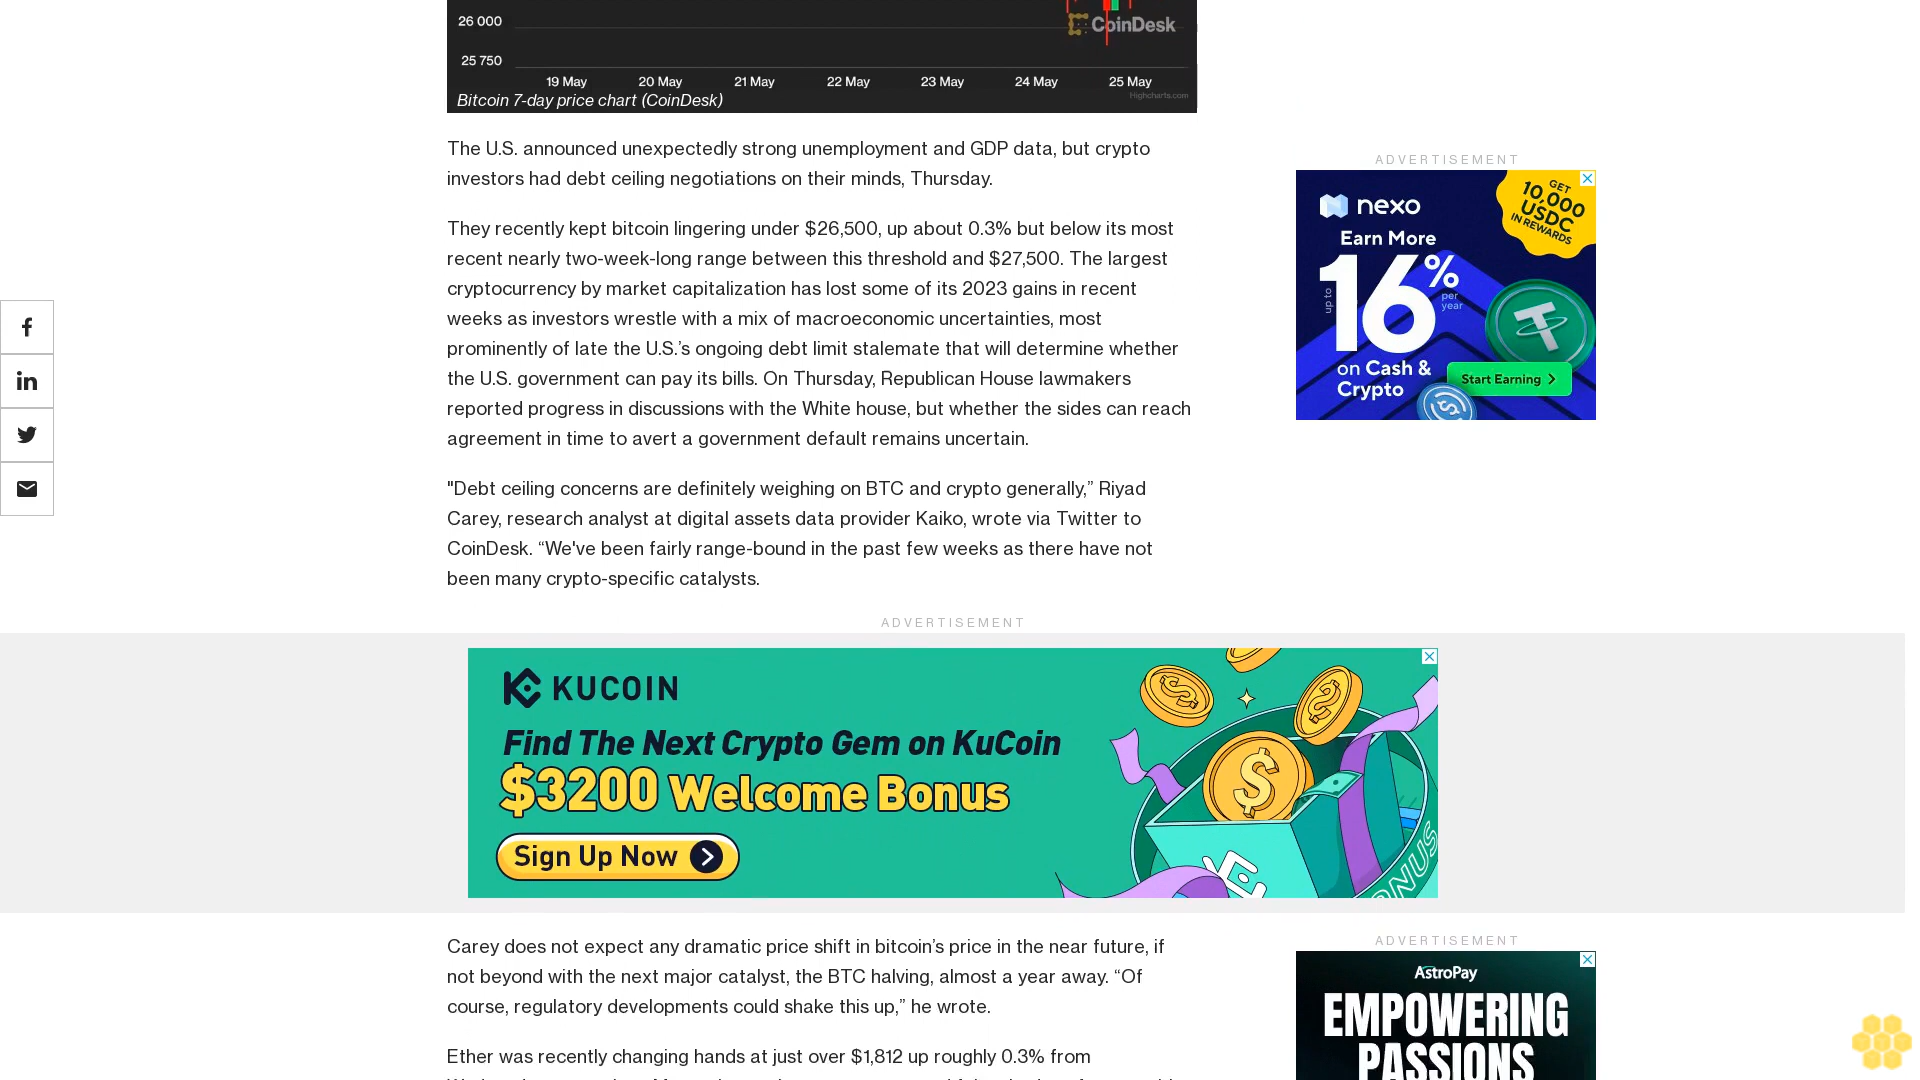 26 000
CoinDesk
25 750
19 May 20 May 21 May 22 May 23 May 24 May 25 May
Highcharts.com
Bitcoin 7-day price chart (CoinDesk)
The U.S. announced unexpectedly strong unemployment and GDP data, but crypto
investors had debt ceiling negotiations on their minds, Thursday.
They recently kept bitcoin lingering under $26,500, up about 0.3% but below its most
recent nearly two-week-long range between this threshold and $27,500. The largest
cryptocurrency by market capitalization has lost some of its 2023 gains in recent
weeks as investors wrestle with a mix of macroeconomic uncertainties, most
prominently of late the U.S.’s ongoing debt limit stalemate that will determine whether
the U.S. government can pay its bills. On Thursday, Republican House lawmakers
reported progress in discussions with the White house, but whether the sides can reach
agreement in time to avert a government default remains uncertain.
"Debt ceiling concerns are definitely weighing on BTC and crypto generally,” Riyad
Carey, research analyst at digital assets data provider Kaiko, wrote via Twitter to
CoinDesk. “We've been fairly range-bound in the past few weeks as there have not
been many crypto-specific catalysts.
ADVERTISEMENT
nexo
GET
10,000
USDC
IN REWARDS
Earn More
up to
16%
per
year
on Cash &
Crypto
Start Earning
ADVERTISEMENT
KUCOIN
Find The Next Crypto Gem on KuCoin
$3200 Welcome Bonus
Sign Up Now
BONUS
Carey does not expect any dramatic price shift in bitcoin’s price in the near future, if
not beyond with the next major catalyst, the BTC halving, almost a year away. “Of
course, regulatory developments could shake this up,” he wrote.
Ether was recently changing hands at just over $1,812 up roughly 0.3% from
ADVERTISEMENT
AstroPay
EMPOWERING
PASSIONS